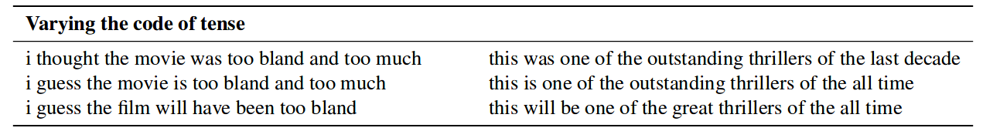 Varying the code of tense
i thought the movie was too bland and too much this was one of the outstanding thrillers of the last decade
i guess the movie is too bland and too much this is one of the outstanding thrillers of the all time
i guess the film will have been too bland this will be one of the great thrillers of the all time